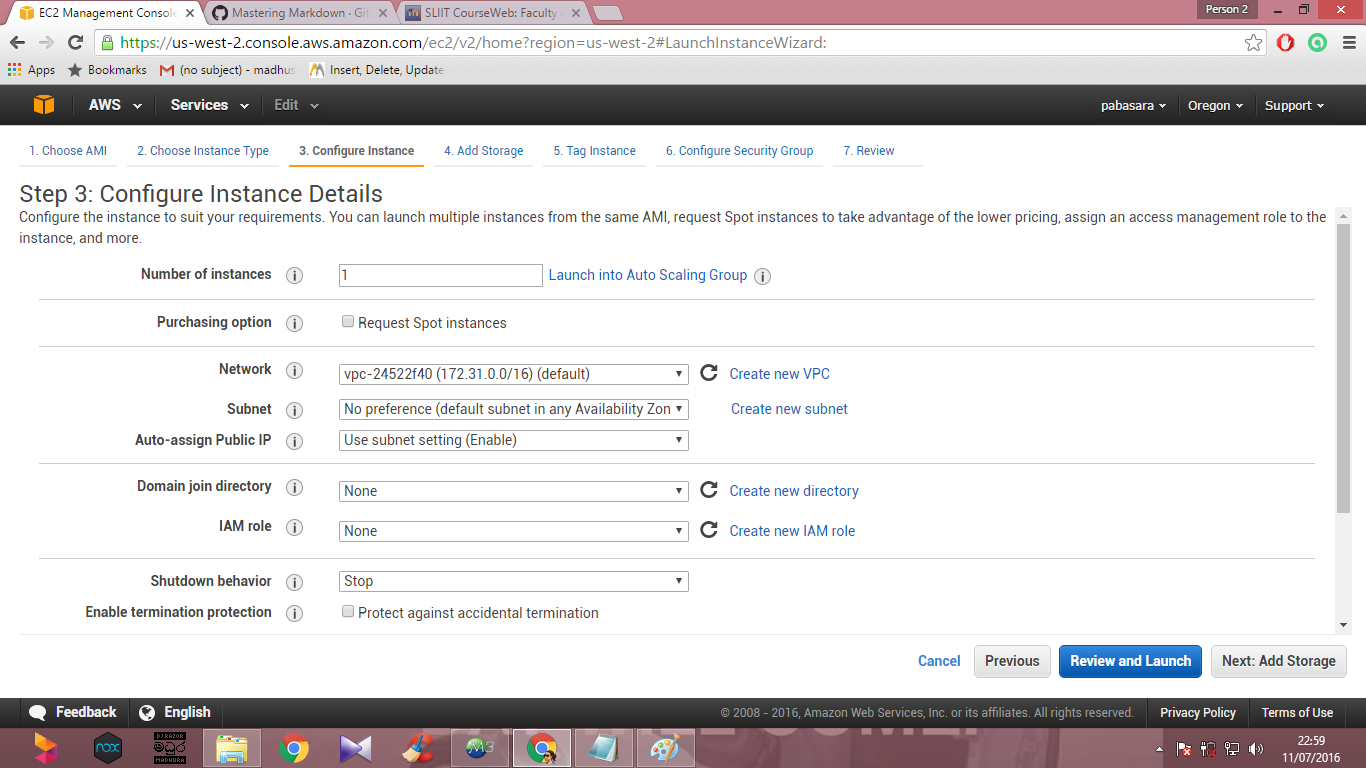 EC2 Management Consol
Mastering Markdown · Git
SLIIT CourseWeb: Faculty
Person 2
https://us-west-2.console.aws.amazon.com/ec2/v2/home?region=us-west-2#LaunchInstanceWizard:
Apps
Bookmarks
(no subject) - madhus
Insert, Delete, Update
AWS
Services
Edit
pabasara
Oregon
Support
1. Choose AMI
2. Choose Instance Type
3. Configure Instance
4. Add Storage
5. Tag Instance
6. Configure Security Group
7. Review
Step 3: Configure Instance Details
Configure the instance to suit your requirements. You can launch multiple instances from the same AMI, request Spot instances to take advantage of the lower pricing, assign an access management role to the
instance, and more.
Number of instances
1
Launch into Auto Scaling Group
Purchasing option
Request Spot instances
Network
vpc-24522f40 (172.31.0.0/16) (default)
Create new VPC
Subnet
No preference (default subnet in any Availability Zon
Create new subnet
Auto-assign Public IP
Use subnet setting (Enable)
Domain join directory
None
Create new directory
IAM role
None
Create new IAM role
Shutdown behavior
Stop
Enable termination protection
Protect against accidental termination
Cancel
Previous
Review and Launch
Next: Add Storage
Feedback
English
© 2008 - 2016, Amazon Web Services, Inc. or its affiliates. All rights reserved.
Privacy Policy
Terms of Use
nox
DJ RAZOR
MADHURA
M3
22:59
11/07/2016